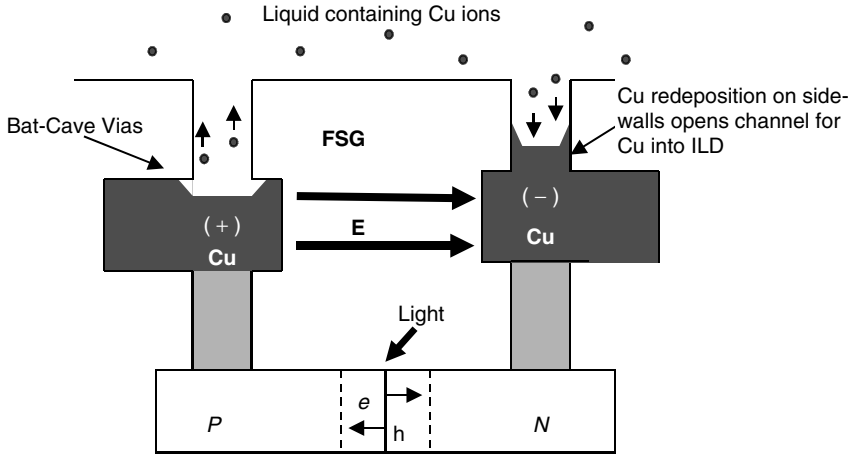 Liquid containing Cu ions
Bat-Cave Vias
FSG
Cu redeposition on side-
walls opens channel for
Cu into ILD
(+)
Cu
E
(−)
Cu
Light
P
e
h
N